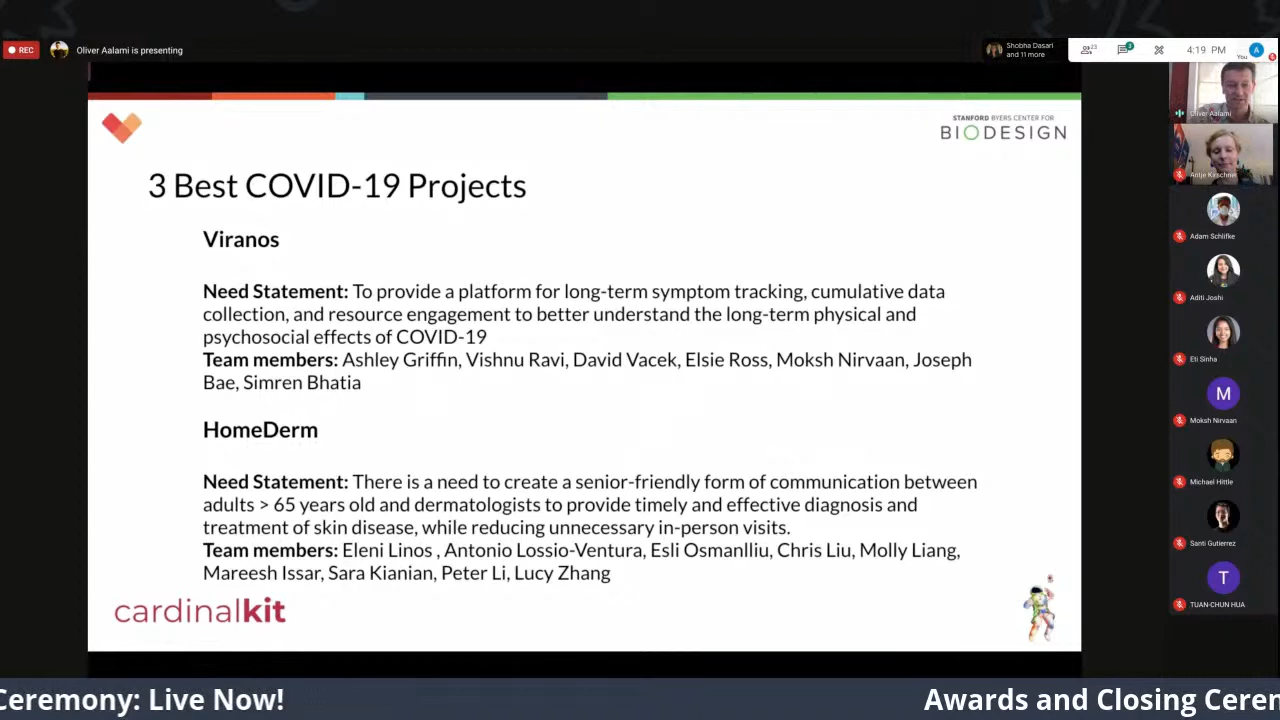 REC
Oliver Aalami is presenting
Shobha Dasari
and 11 more
23
4:19 PM
You
A
STANFORD BYERS CENTER FOR
BIODESIGN
3 Best COVID-19 Projects
Viranos
Need Statement: To provide a platform for long-term symptom tracking, cumulative data
collection, and resource engagement to better understand the long-term physical and
psychosocial effects of COVID-19
Team members: Ashley Griffin, Vishnu Ravi, David Vacek, Elsie Ross, Moksh Nirvaan, Joseph
Bae, Simren Bhatia
HomeDerm
Need Statement: There is a need to create a senior-friendly form of communication between
adults > 65 years old and dermatologists to provide timely and effective diagnosis and
treatment of skin disease, while reducing unnecessary in-person visits.
Team members: Eleni Linos , Antonio Lossio-Ventura, Esli Osmanlliu, Chris Liu, Molly Liang,
Mareesh Issar, Sara Kianian, Peter Li, Lucy Zhang
cardinalkit
Oliver Aalami
Antje Kirschner
Adam Schlifke
Aditi Joshi
Eti Sinha
M
Moksh Nirvaan
Michael Hittle
Santi Gutierrez
T
TUAN-CHUN HUA
Ceremony: Live Now!
Awards and Closing Cerem